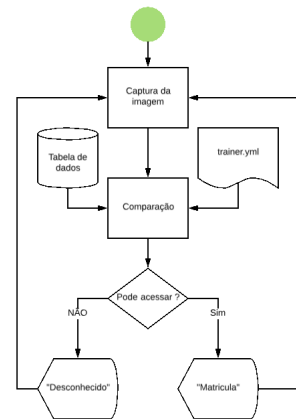 Captura da
imagem
Tabela de
dados
trainer.yml
Comparação
Pode acessar ?
NÃO
Sim
"Desconhecido"
"Matricula"